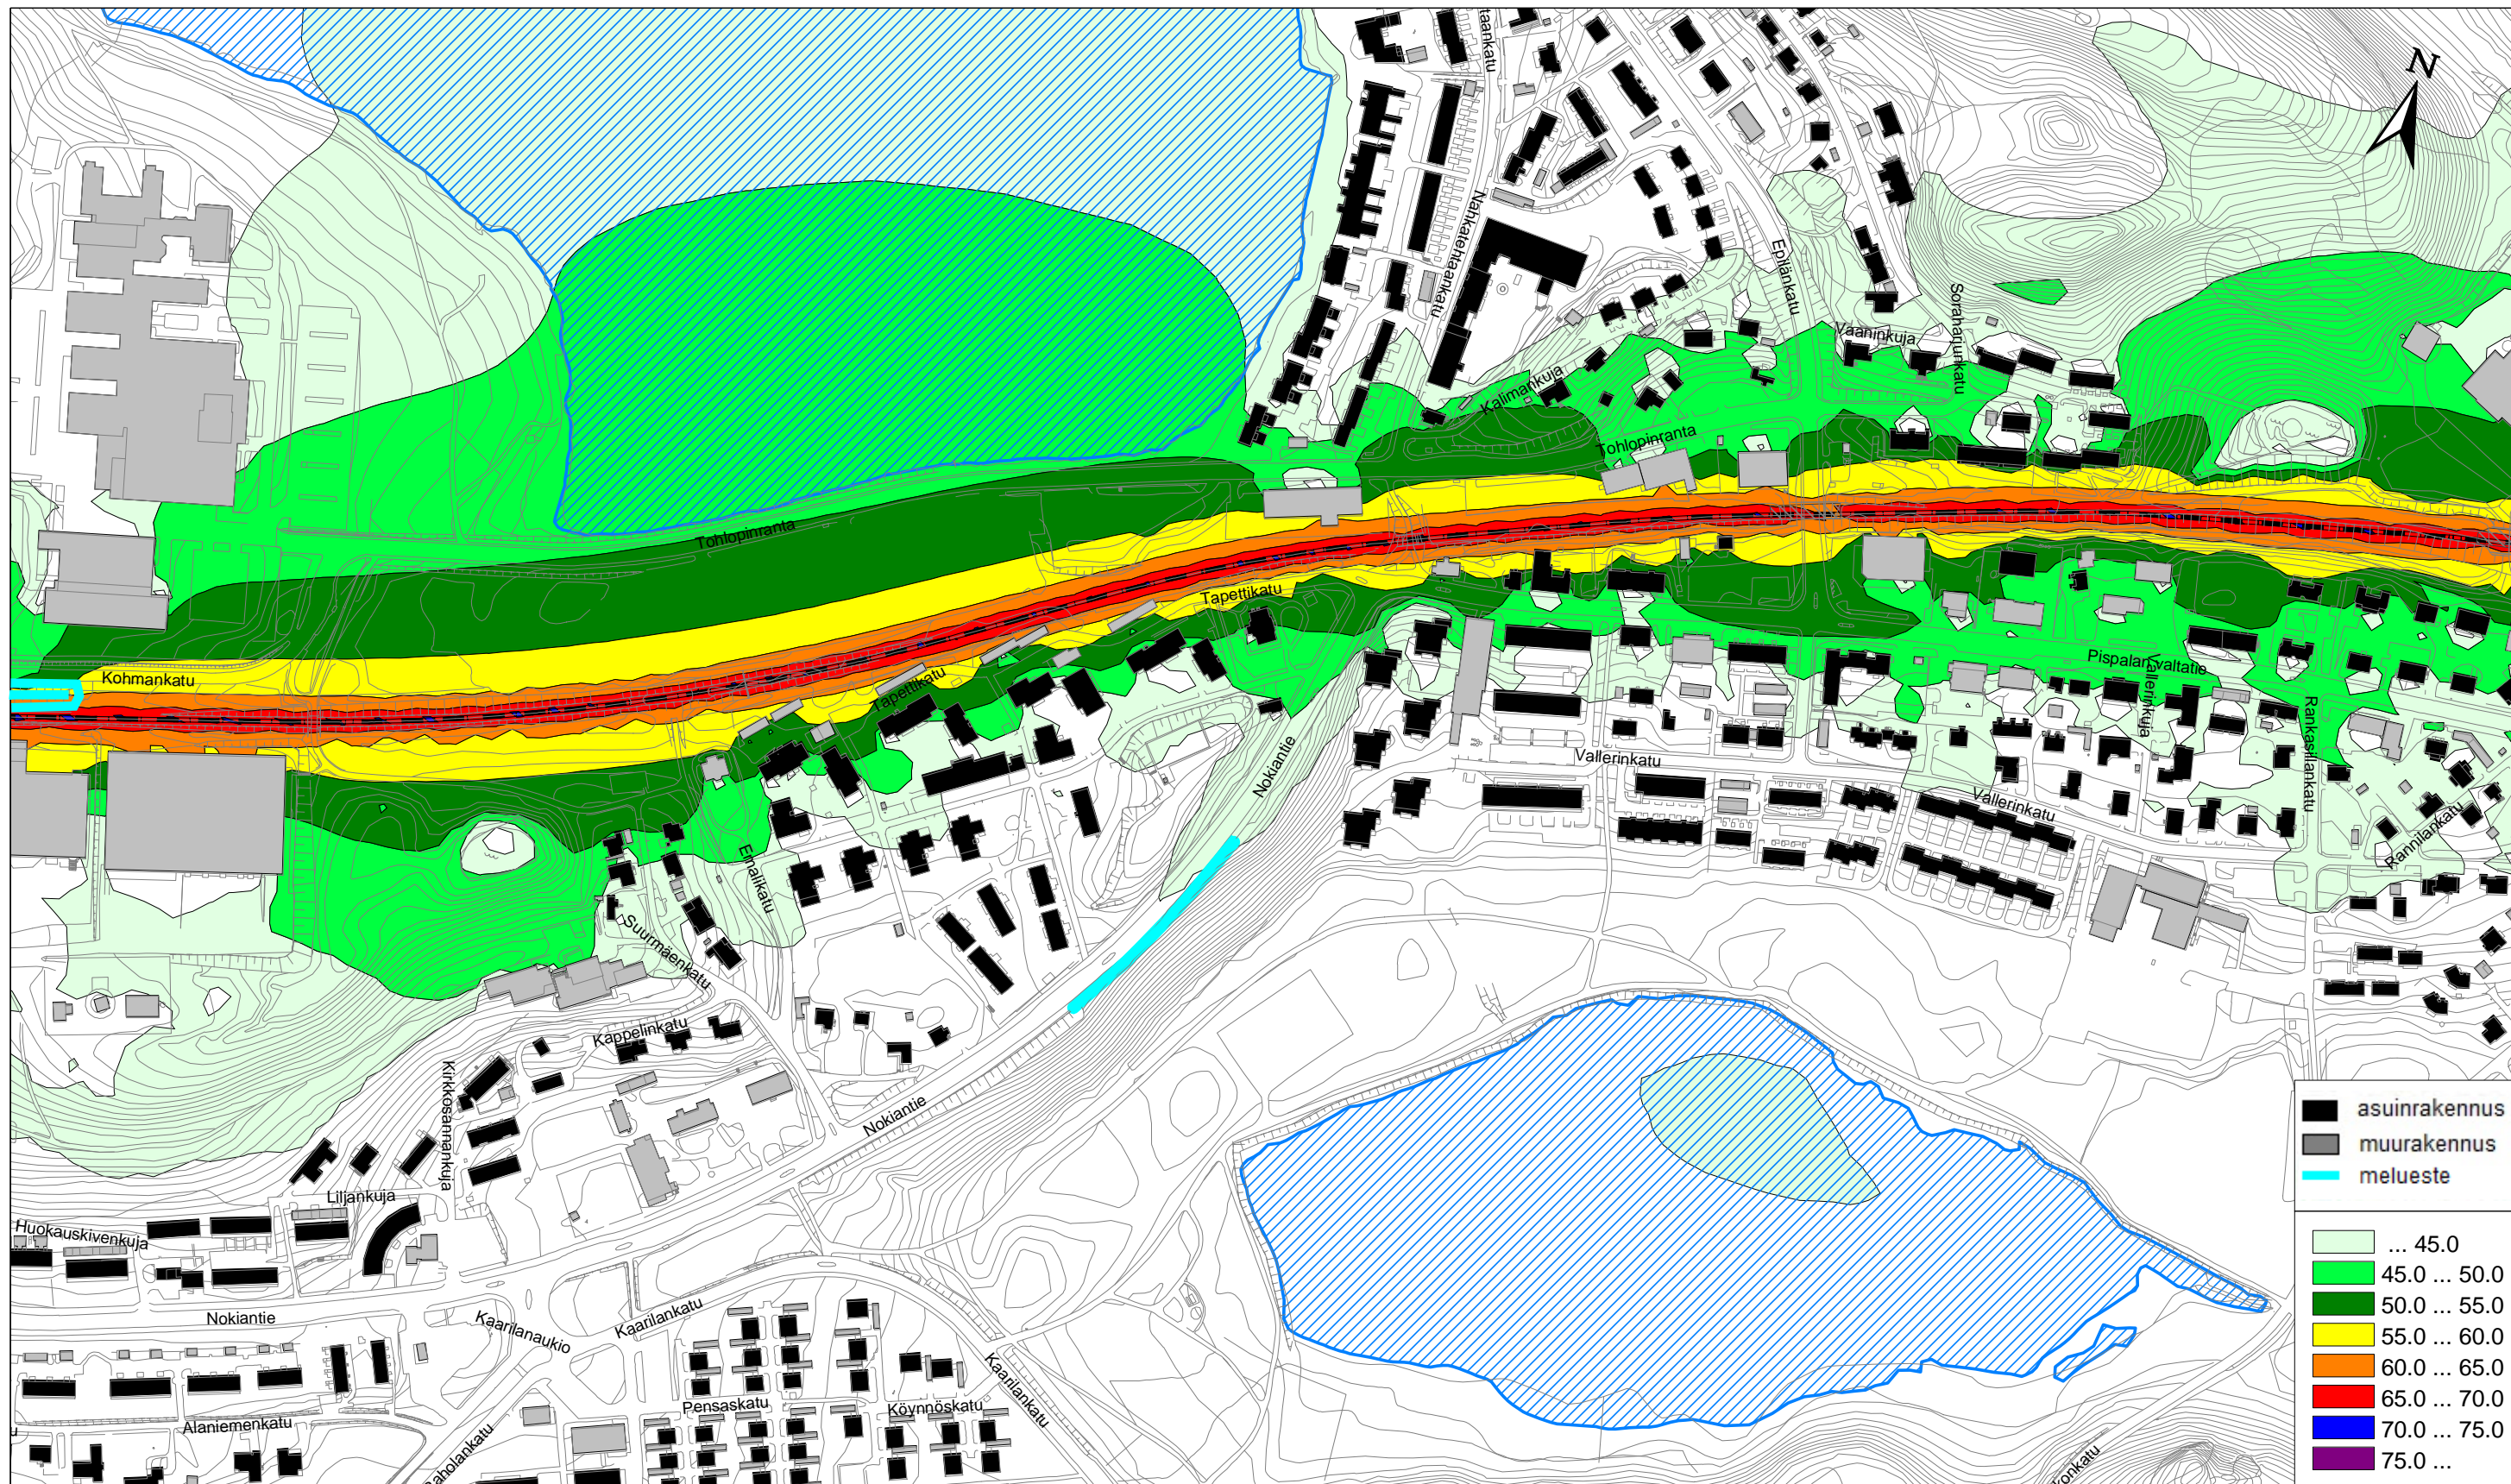 N
Nahkatehtaankatu
Epilänkatu
Soraharjunkatu
Vaaninkuja
Kalimankuja
Tohlopinranta
Tohlopinranta
Tapettikatu
Kohmankatu
Tapettikatu
Pispalan valtatie
Vallerinkuja
Rankasillankatu
Nokiantie
Vallerinkatu
Vallerinkatu
Rannilankatu
Emalikatu
Suurmäenkatu
Kappelinkatu
Kirkkosannankuja
Nokiantie
Liljankuja
Huokauskivenkuja
Nokiantie
Kaarilanaukio
Kaarilankatu
Kaarilankatu
Pensaskatu
Köynnöskatu
Alaniemenkatu
asuinrakennus
muurakennus
melueste
... 45.0
45.0 ... 50.0
50.0 ... 55.0
55.0 ... 60.0
60.0 ... 65.0
65.0 ... 70.0
70.0 ... 75.0
75.0 ...